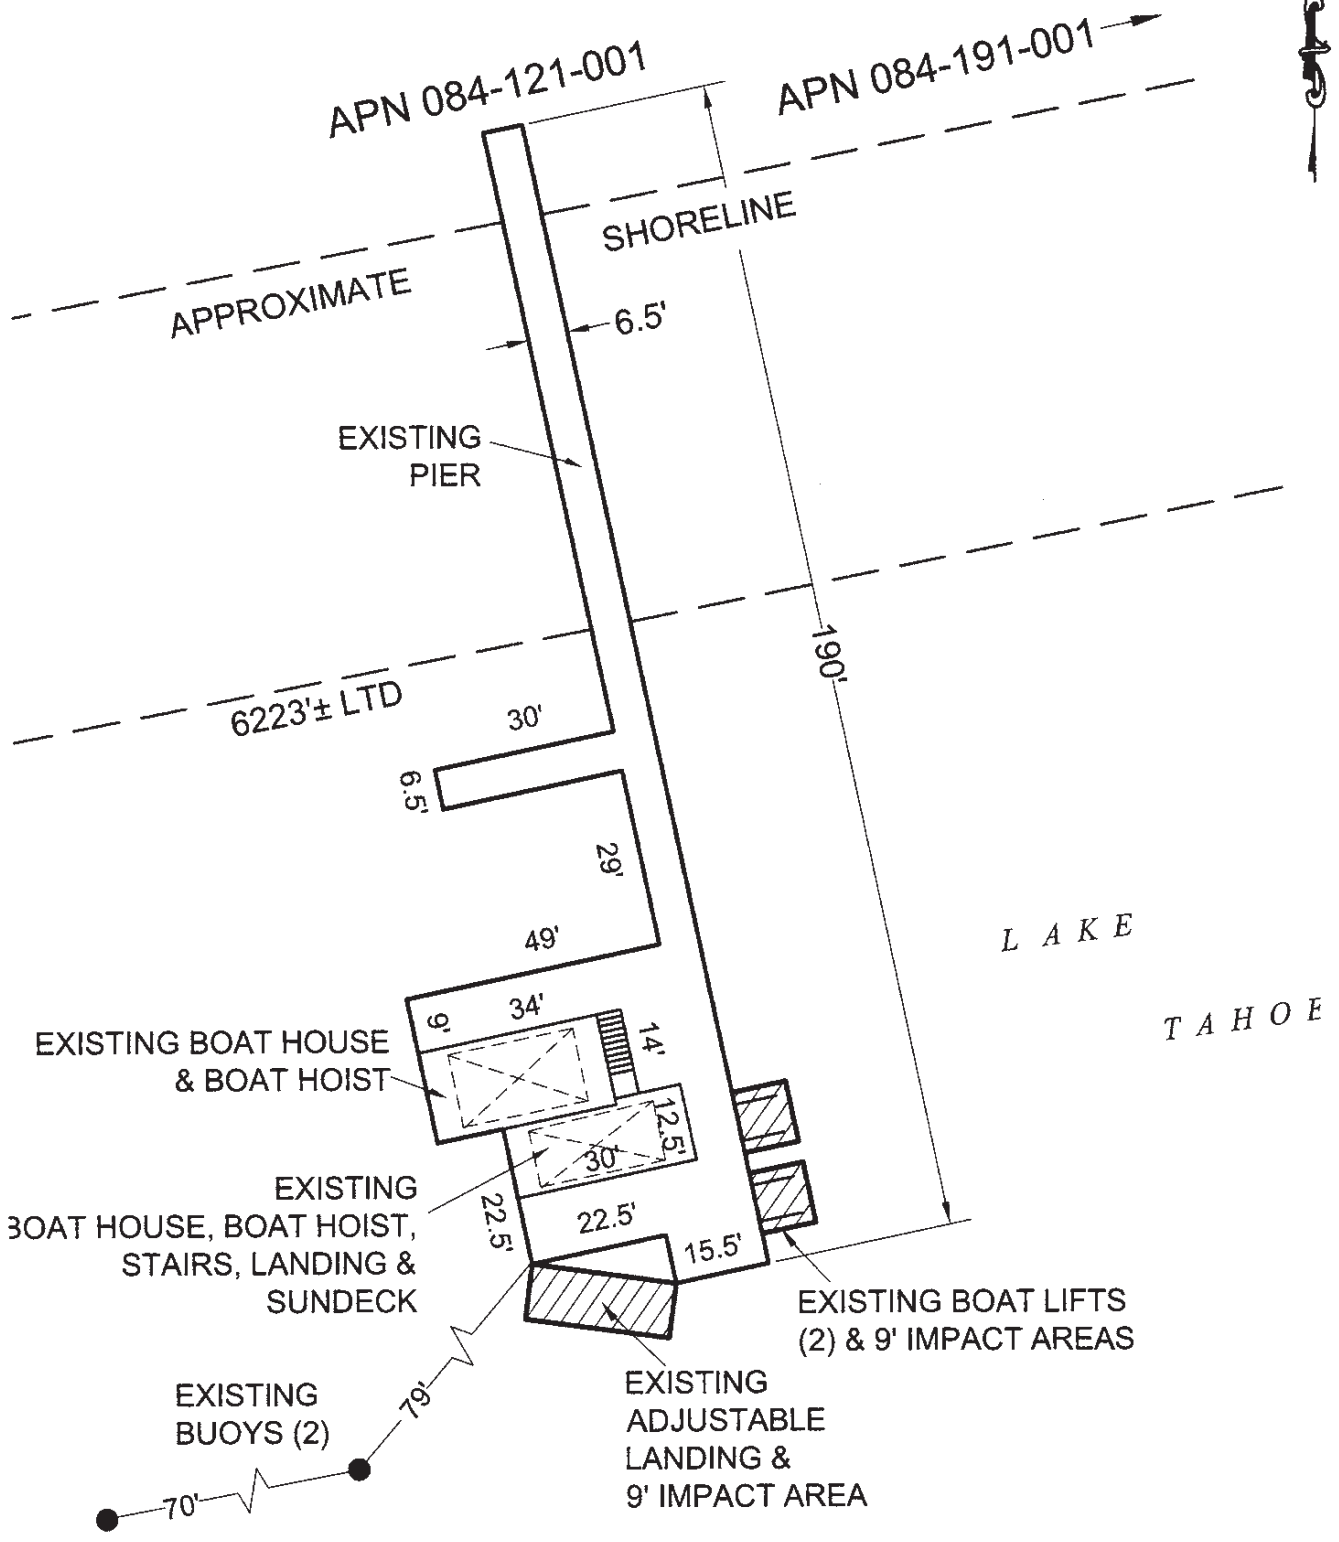 APN 084-121-001
APN 084-191-001
SHORELINE
APPROXIMATE
6.5'
EXISTING
PIER
190'
6223'± LTD
30'
6.5'
29'
LAKE
TAHOE
49'
34'
9'
14'
EXISTING BOAT HOUSE
& BOAT HOIST
12.5'
30'
EXISTING
BOAT HOUSE, BOAT HOIST,
STAIRS, LANDING &
SUNDECK
22.5'
22.5'
15.5'
EXISTING BOAT LIFTS
(2) & 9' IMPACT AREAS
EXISTING
ADJUSTABLE
LANDING &
9' IMPACT AREA
79'
EXISTING
BUOYS (2)
70'